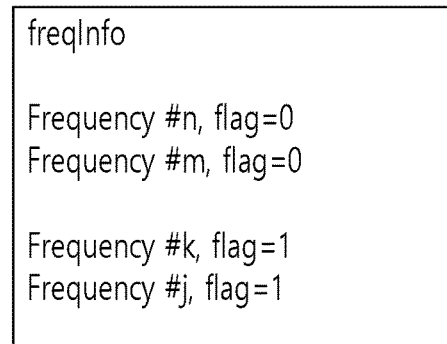 freqInfo
Frequency #n, flag=0
Frequency #m, flag=0
Frequency #k, flag=1
Frequency #j, flag=1